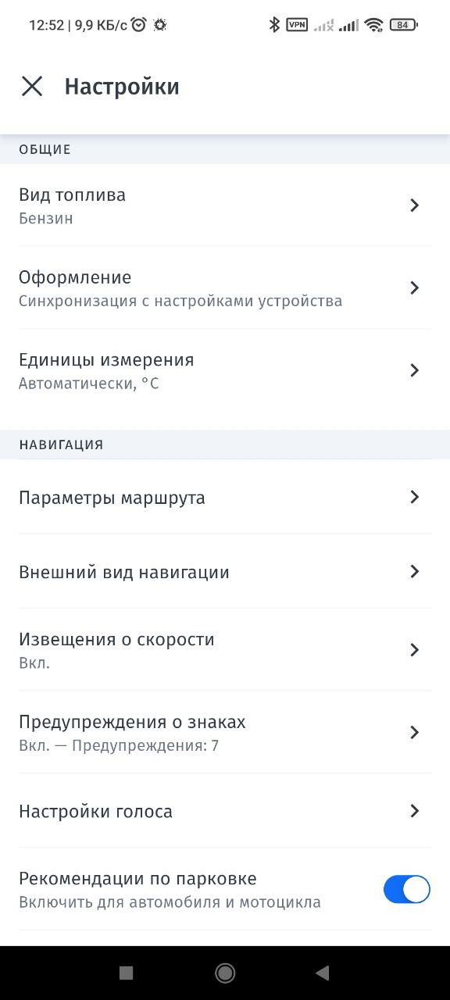 12:52 | 9,9 КБ/с VPN 84
Настройки
ОБЩИЕ
Вид топлива
Бензин
Оформление
Синхронизация с настройками устройства
Единицы измерения
Автоматически, °C
НАВИГАЦИЯ
Параметры маршрута
Внешний вид навигации
Извещения о скорости
Вкл.
Предупреждения о знаках
Вкл. — Предупреждения: 7
Настройки голоса
Рекомендации по парковке
Включить для автомобиля и мотоцикла